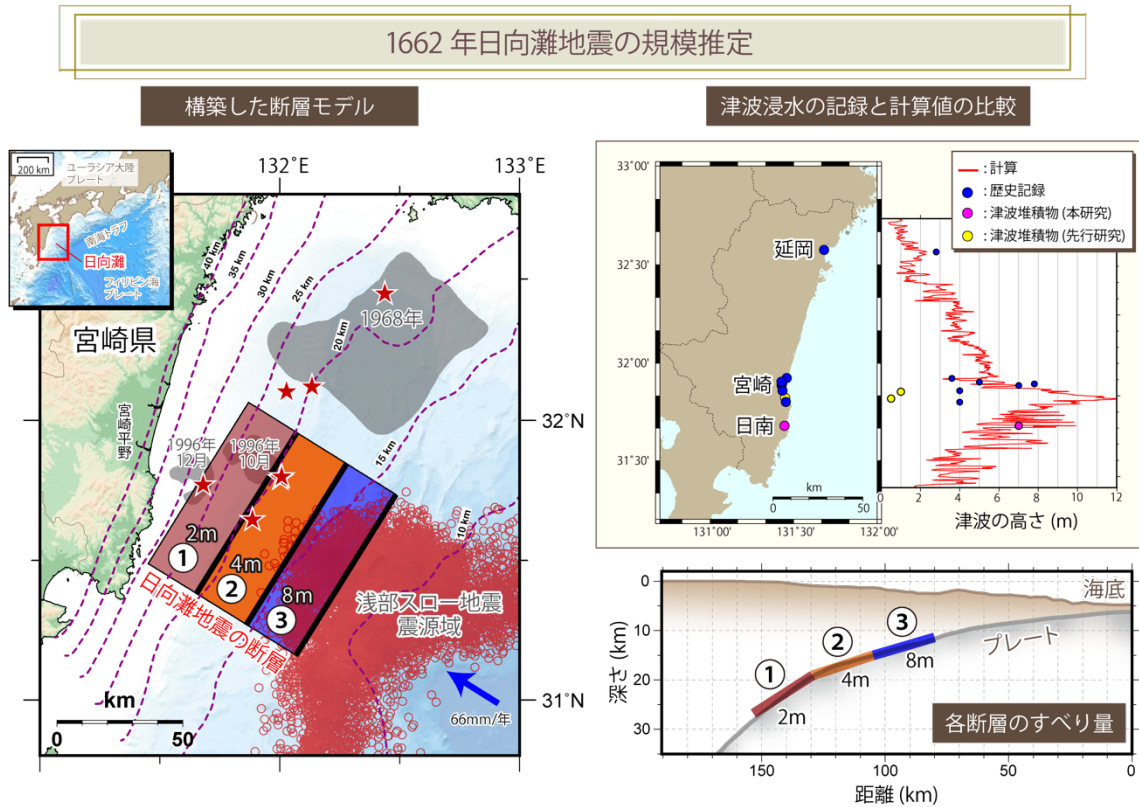 1662年日向灘地震の規模推定
構築した断層モデル
200 km
ユーラシア大陸
プレート
南海トラフ
日向灘
フィリピン海
プレート
132°E
133°E
40 km
35 km
30 km
25 km
20 km
15 km
10 km
宮崎県
宮崎平野
1968年
1996年
12月
1996年
10月
32°N
31°N
2m
①
4m
②
8m
③
日向灘地震の断層
浅部スロー地震
震源域
66mm/年
km
0
50
津波浸水の記録と計算値の比較
: 計算
: 歴史記録
: 津波堆積物 (本研究)
: 津波堆積物 (先行研究)
33°00'
32°30'
32°00'
31°30'
延岡
宮崎
日南
km
0
50
131°00'
131°30'
132°00'
0
2
4
6
8
10
12
津波の高さ (m)
0
10
20
30
深さ (km)
海底
プレート
①
2m
②
4m
③
8m
各断層のすべり量
150
100
50
0
距離 (km)